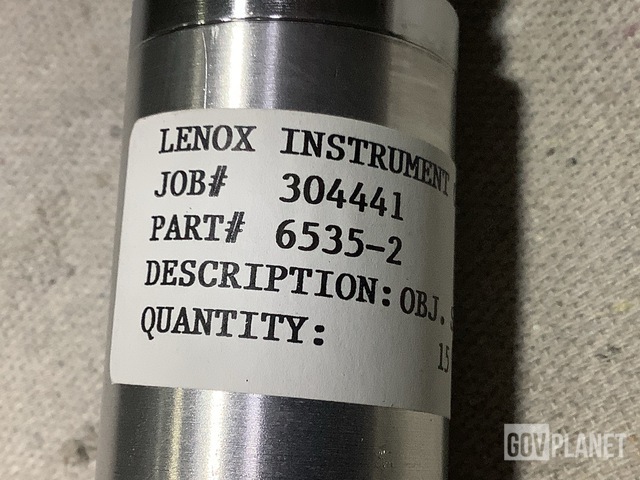 LENOX INSTRUMENT
JOB# 304441
PART# 6535-2
DESCRIPTION: OBJ.
QUANTITY: 15
GOVPLANET